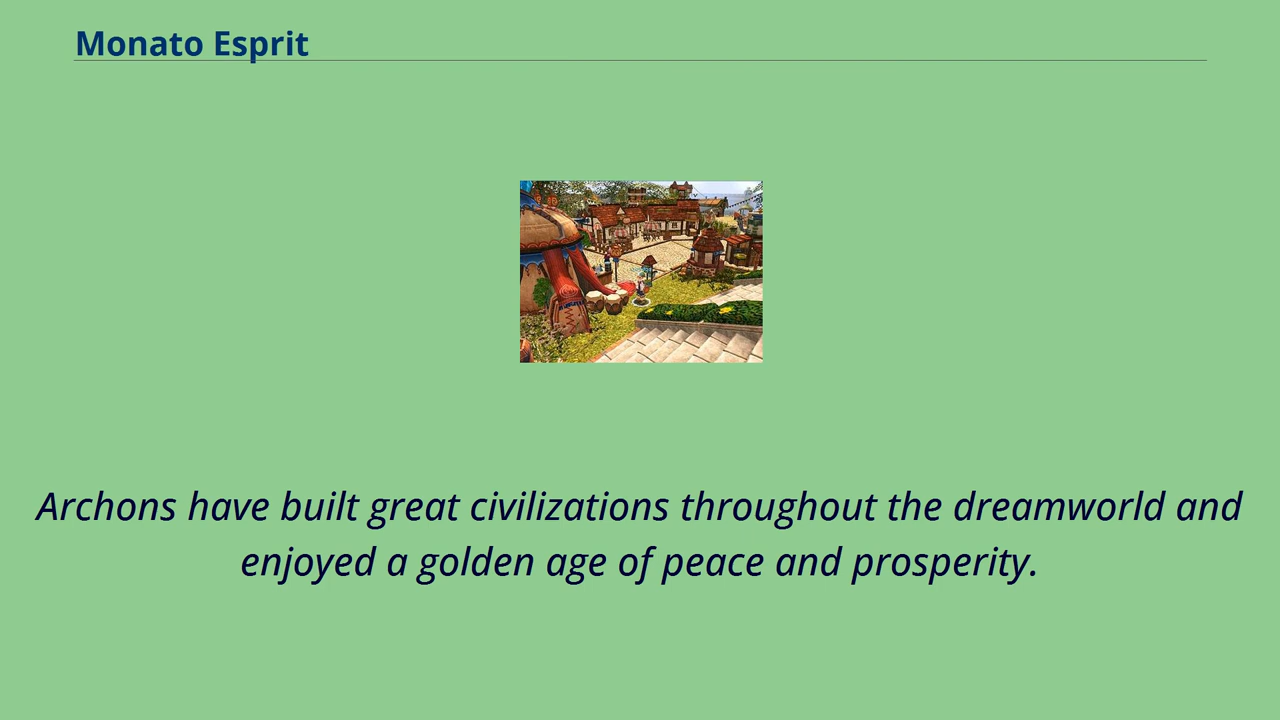 Monato Esprit
Archons have built great civilizations throughout the dreamworld and
enjoyed a golden age of peace and prosperity.